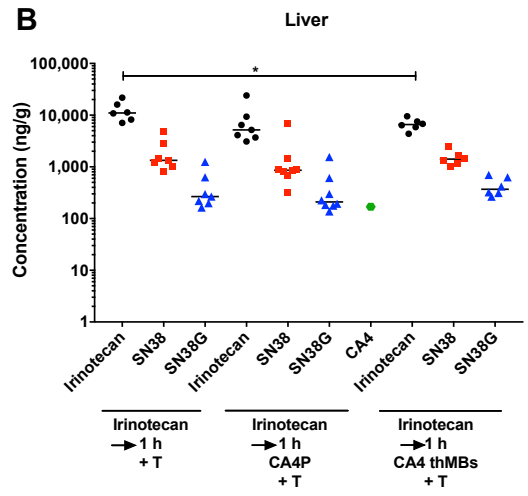 B
Liver
*
Concentration (ng/g)
100,000
10,000
1,000
100
10
1
Irinotecan
SN38
SN38G
Irinotecan
SN38
SN38G
CA4
Irinotecan
SN38
SN38G
Irinotecan
→ 1 h
+ T
Irinotecan
→ 1 h
CA4P
+ T
Irinotecan
→ 1 h
CA4 thMBs
+ T